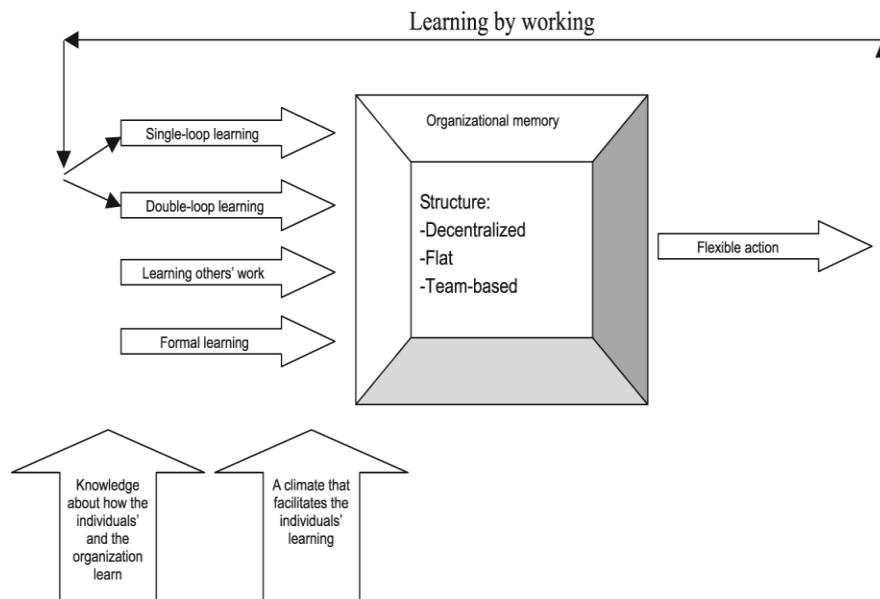 Learning by working
Single-loop learning
Double-loop learning
Learning others' work
Formal learning
Organizational memory
Structure:
-Decentralized
-Flat
-Team-based
Flexible action
Knowledge
about how the
individuals'
and the
organization
learn
A climate that
facilitates the
individuals'
learning